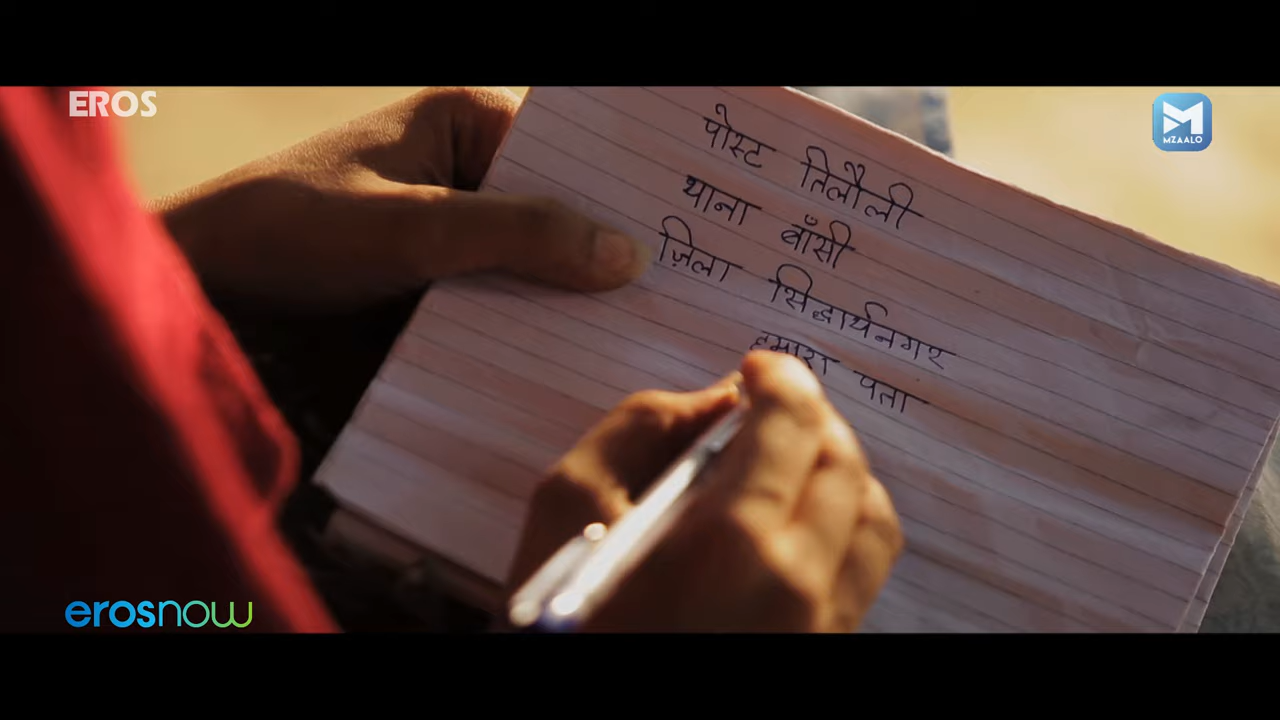 EROS
MZAALO
पोस्ट तिलौली
थाना बाँसी
ज़िला सिद्धार्थनगर
हमारा पता
erosnow